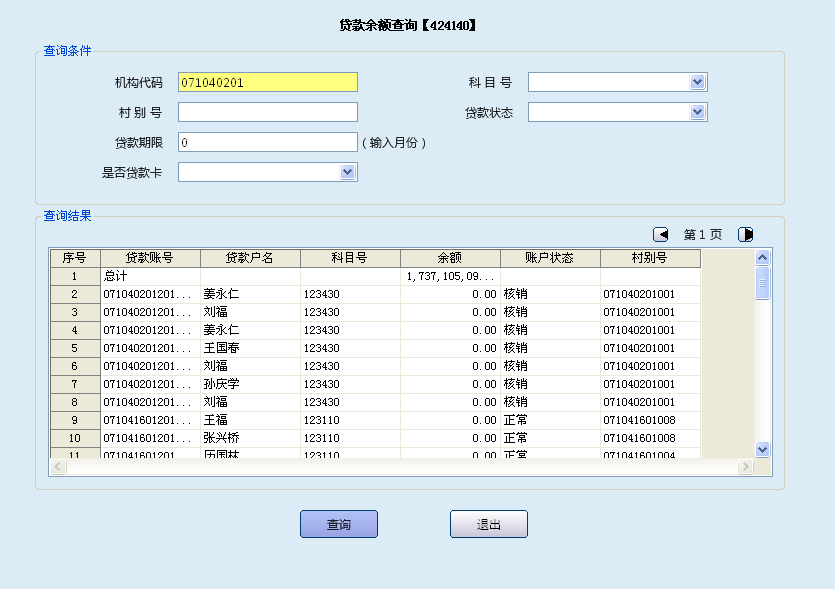 贷款余额查询【424140】
查询条件
机构代码 071040201 科 目 号
村 别 号 贷款状态
贷款期限 0 ( 输入月份 )
是否贷款卡
查询结果
第 1 页
序号 贷款账号 贷款户名 科目号 余额 账户状态 村别号
1 总计 1,737,105,09...
2 071040201201... 姜永仁 123430 0.00 核销 071040201001
3 071040201201... 刘福 123430 0.00 核销 071040201001
4 071040201201... 姜永仁 123430 0.00 核销 071040201001
5 071040201201... 王国春 123430 0.00 核销 071040201001
6 071040201201... 刘福 123430 0.00 核销 071040201001
7 071040201201... 孙庆学 123430 0.00 核销 071040201001
8 071040201201... 刘福 123430 0.00 核销 071040201001
9 071041601201... 王福 123110 0.00 正常 071041601008
10 071041601201... 张兴桥 123110 0.00 正常 071041601008
11 071041601201... 历国林 123110 0.00 正常 071041601004
查询 退出